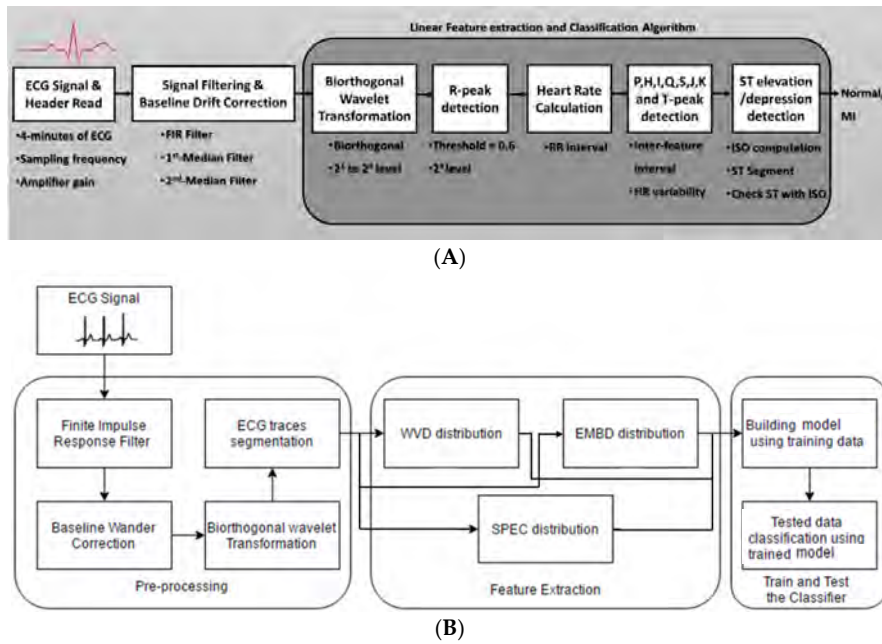 Linear Feature extraction and Classification Algorithm
ECG Signal &
Header Read
•4-minutes of ECG
•Sampling frequency
•Amplifier gain
Signal Filtering &
Baseline Drift Correction
•FIR Filter
•1st-Median Filter
•2nd-Median Filter
Biorthogonal
Wavelet
Transformation
•Biorthogonal
level
R-peak
detection
•Threshold = 0.6
level
Heart Rate
Calculation
•RR interval
P,H,I,Q,S,J,K
and T-peak
detection
•Inter-feature
interval
•HR variability
ST elevation
/depression
detection
•ISO computation
•ST Segment
•Check ST with ISO
Normal/
MI
(A)
ECG Signal
Finite Impulse
Response Filter
Baseline Wander
Correction
ECG traces
segmentation
Biorthogonal wavelet
Transformation
Pre-processing
WVD distribution
EMBD distribution
SPEC distribution
Feature Extraction
Building model
using training data
Tested data
classification using
trained model
Train and Test
the Classifier
(B)